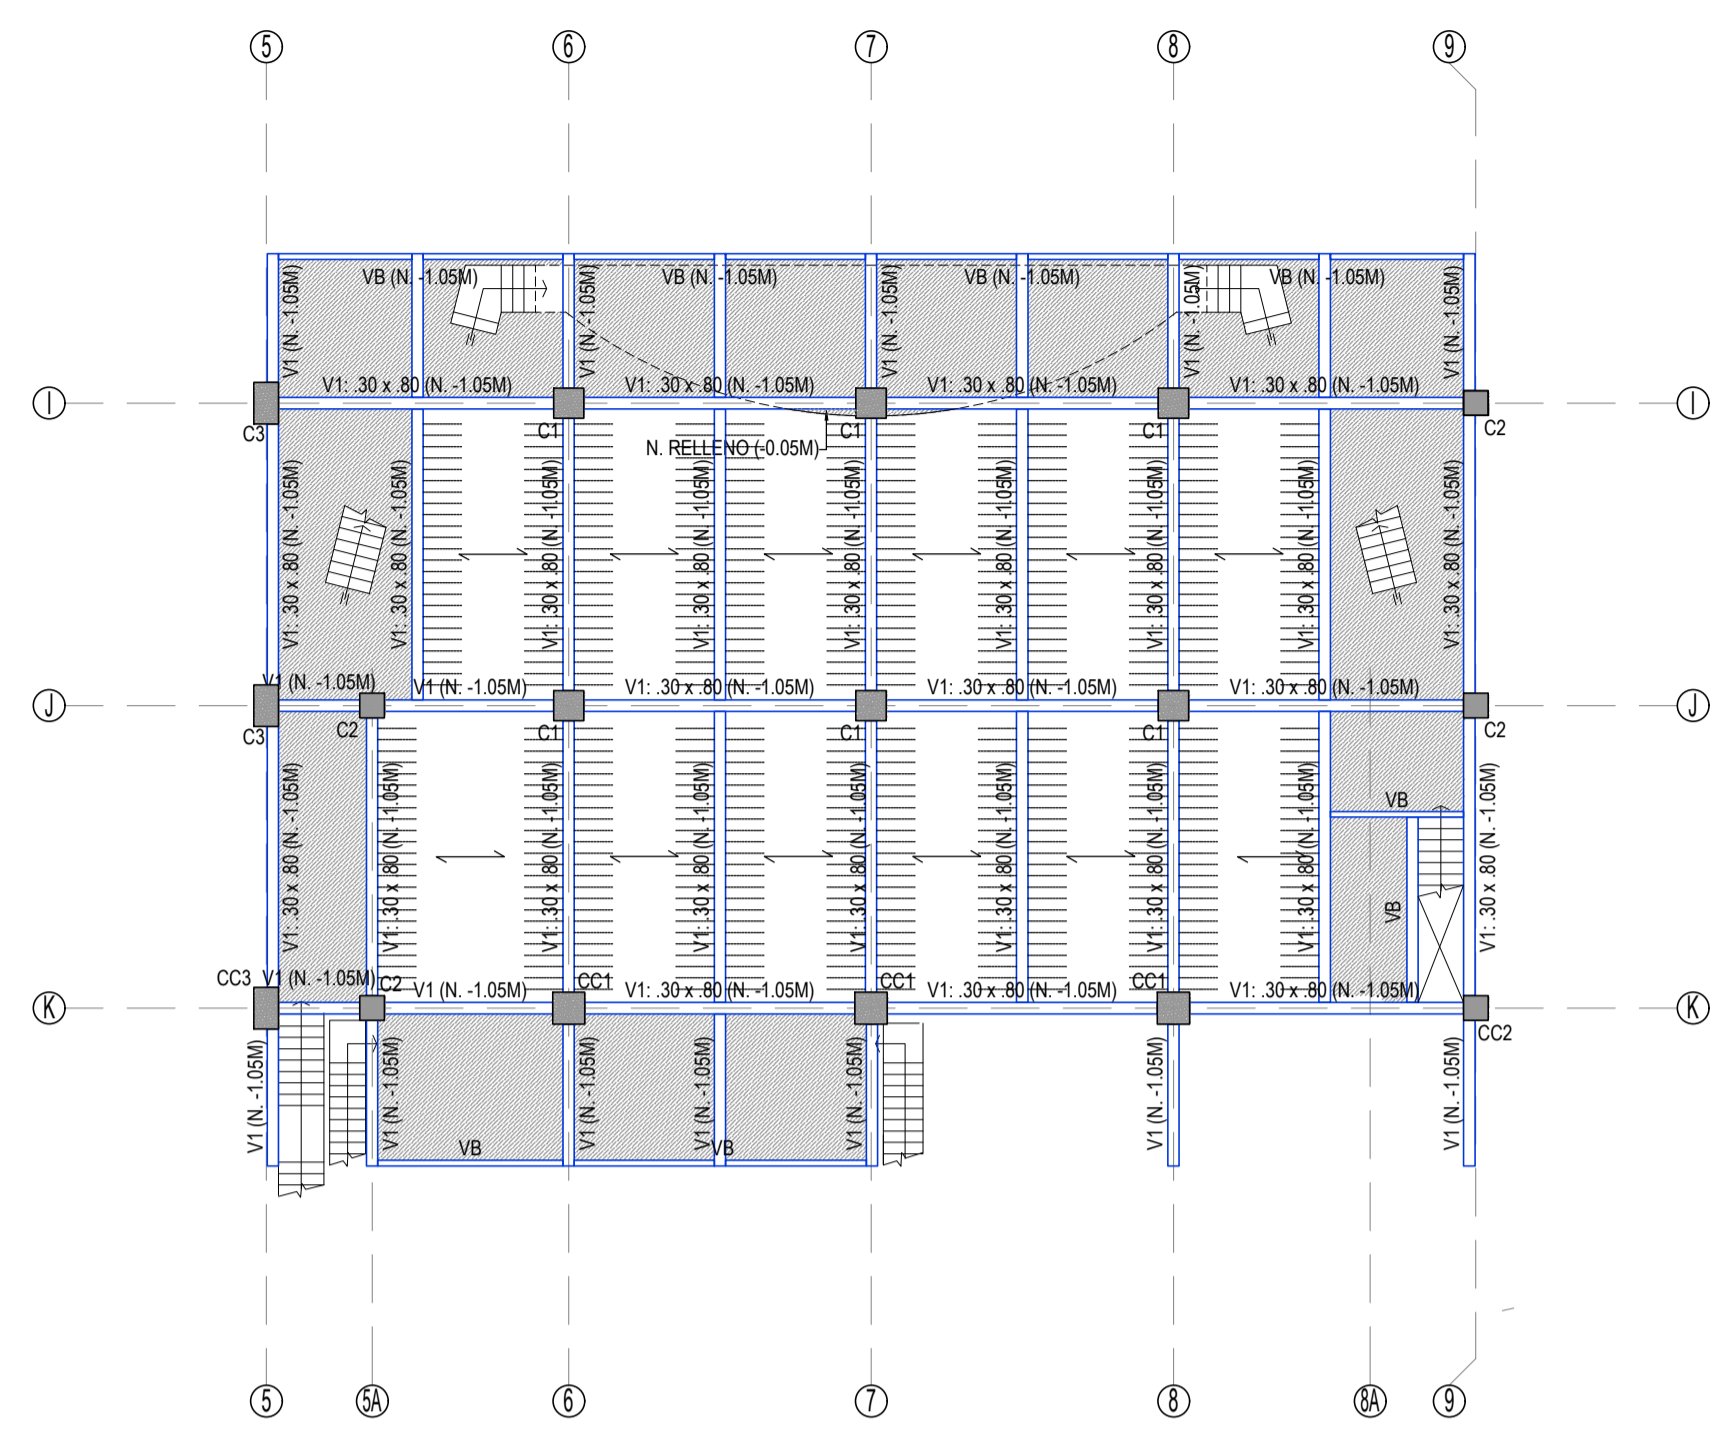 5 6 7 8 9
VB (N. -1.05M) VB (N. -1.05M) VB (N. -1.05M) VB (N. -1.05M)
V1 (N. -1.05M) V1 (N. -1.05M) V1 (N. -1.05M) V1 (N. -1.05M) V1 (N. -1.05M)
V1: .30 x .80 (N. -1.05M) V1: .30 x .80 (N. -1.05M) V1: .30 x .80 (N. -1.05M) V1: .30 x .80 (N. -1.05M)
I I
C3 C1 C1 C1 C2
N. RELLENO (-0.05M)
V1: .30 x .80 (N. -1.05M) V1: .30 x .80 (N. -1.05M) V1: .30 x .80 (N. -1.05M) V1: .30 x .80 (N. -1.05M) V1: .30 x .80 (N. -1.05M) V1: .30 x .80 (N. -1.05M) V1: .30 x .80 (N. -1.05M) V1: .30 x .80 (N. -1.05M) V1: .30 x .80 (N. -1.05M)
V1 (N. -1.05M) V1 (N. -1.05M) V1: .30 x .80 (N. -1.05M) V1: .30 x .80 (N. -1.05M) V1: .30 x .80 (N. -1.05M)
J J
C3 C2 C1 C1 C1 C2
V1: .30 x .80 (N. -1.05M) V1: .30 x .80 (N. -1.05M) V1: .30 x .80 (N. -1.05M) V1: .30 x .80 (N. -1.05M) V1: .30 x .80 (N. -1.05M) V1: .30 x .80 (N. -1.05M) V1: .30 x .80 (N. -1.05M) V1: .30 x .80 (N. -1.05M) V1: .30 x .80 (N. -1.05M)
VB
VB
CC3 V1 (N. -1.05M) C2 V1 (N. -1.05M) CC1 V1: .30 x .80 (N. -1.05M) CC1 V1: .30 x .80 (N. -1.05M) CC1 V1: .30 x .80 (N. -1.05M)
K K
CC2
V1 (N. -1.05M) V1 (N. -1.05M) V1 (N. -1.05M) V1 (N. -1.05M) V1 (N. -1.05M) V1 (N. -1.05M) V1 (N. -1.05M)
VB VB
5 5A 6 7 8 8A 9